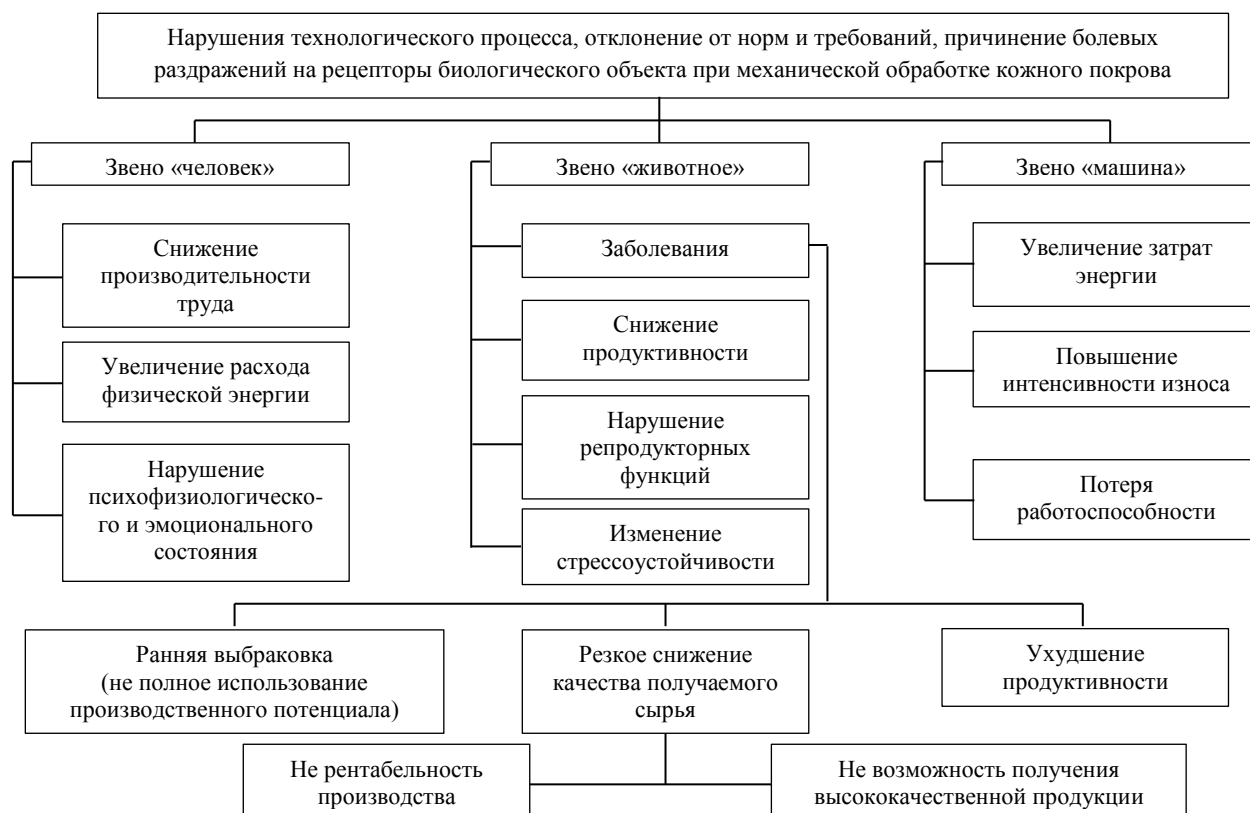 Нарушения технологического процесса, отклонение от норм и требований, причинение болевых
раздражений на рецепторы биологического объекта при механической обработке кожного покрова
Звено «человек»
Звено «животное»
Звено «машина»
Снижение
производительности
труда
Увеличение расхода
физической энергии
Нарушение
психофизиологическо-
го и эмоционального
состояния
Заболевания
Снижение
продуктивности
Нарушение
репродукторных
функций
Изменение
стрессоустойчивости
Увеличение затрат
энергии
Повышение
интенсивности износа
Потеря
работоспособности
Ранняя выбраковка
(не полное использование
производственного потенциала)
Резкое снижение
качества получаемого
сырья
Ухудшение
продуктивности
Не рентабельность
производства
Не возможность получения
высококачественной продукции